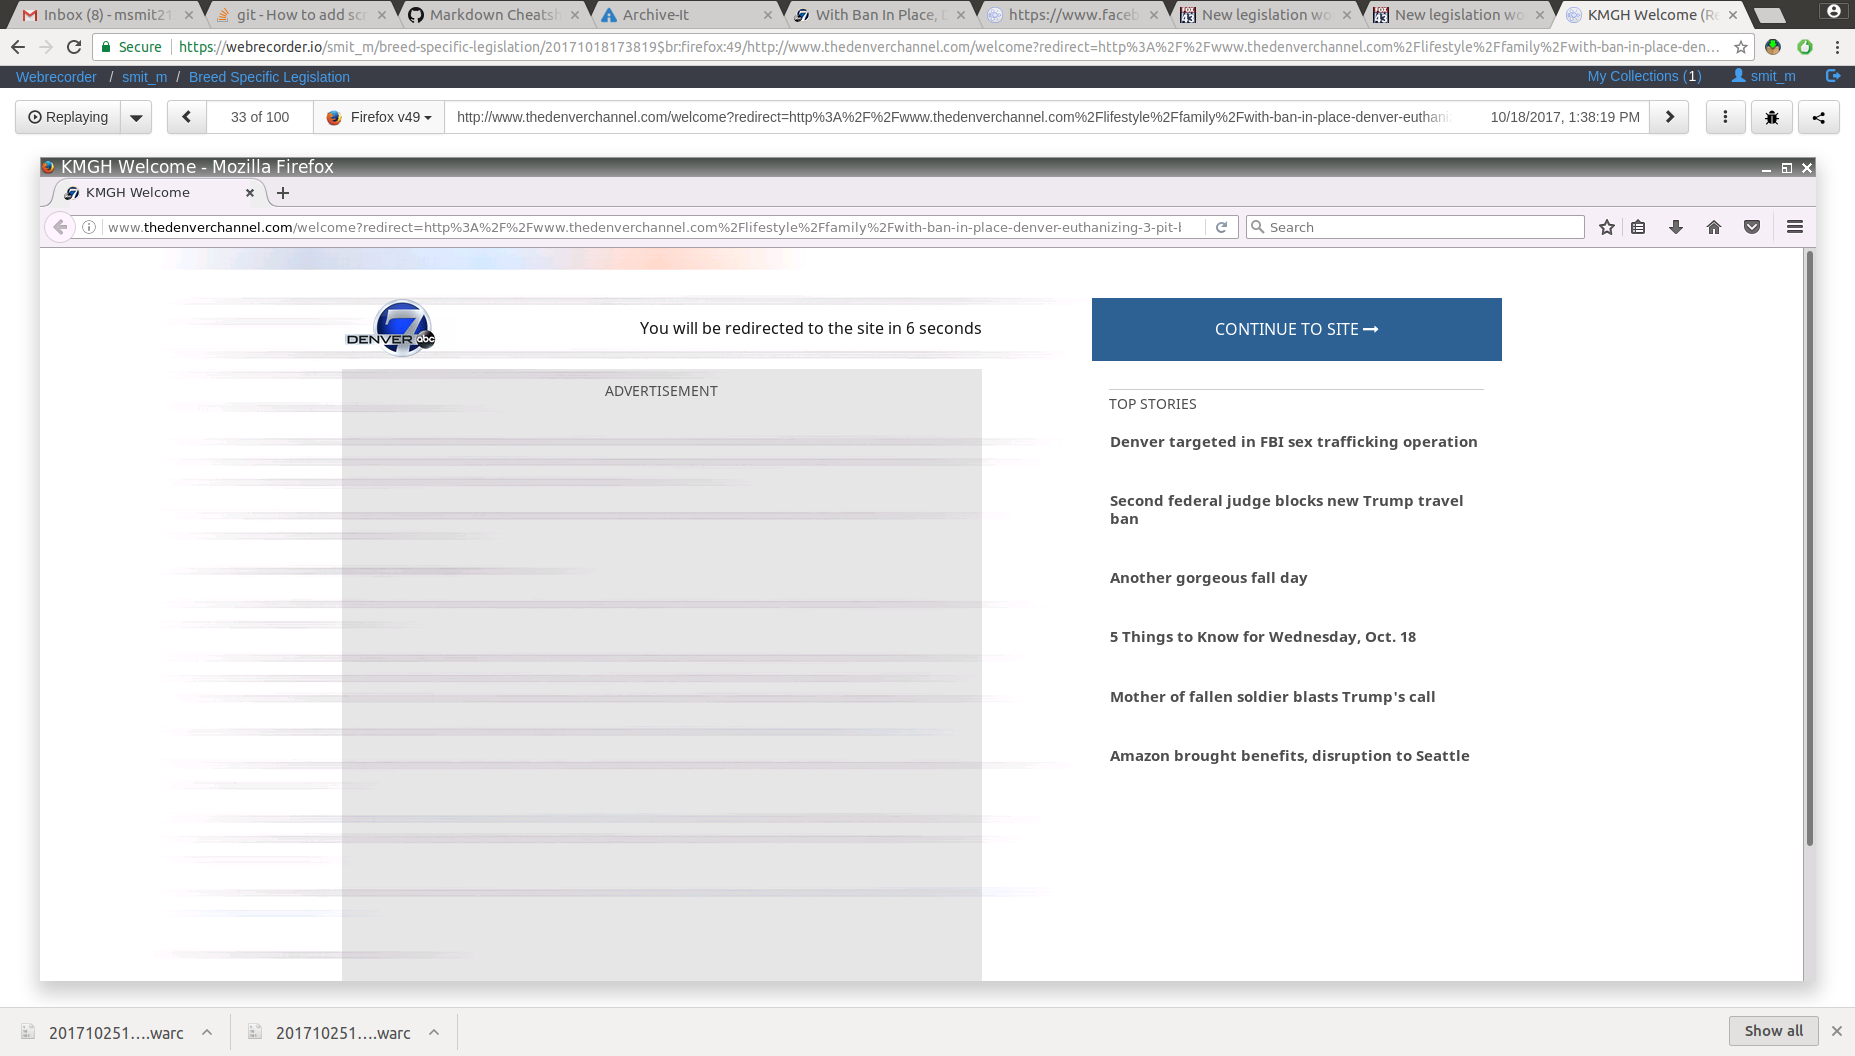 Inbox (8) - msmit21
git - How to add scr
Markdown Cheatsh
Archive-It
With Ban In Place, D
https://www.faceb
New legislation wo
New legislation wo
KMGH Welcome (Re
Secure
https://webrecorder.io/smit_m/breed-specific-legislation/20171018173819$br:firefox:49/http://www.thedenverchannel.com/welcome?redirect=http%3A%2F%2Fwww.thedenverchannel.com%2Flifestyle%2Ffamily%2Fwith-ban-in-place-den...
Webrecorder / smit_m / Breed Specific Legislation
My Collections (1)
smit_m
Replaying
33 of 100
Firefox v49
http://www.thedenverchannel.com/welcome?redirect=http%3A%2F%2Fwww.thedenverchannel.com%2Flifestyle%2Ffamily%2Fwith-ban-in-place-denver-euthani
10/18/2017, 1:38:19 PM
KMGH Welcome - Mozilla Firefox
KMGH Welcome
www.thedenverchannel.com/welcome?redirect=http%3A%2F%2Fwww.thedenverchannel.com%2Flifestyle%2Ffamily%2Fwith-ban-in-place-denver-euthanizing-3-pit-b
Search
7
DENVER abc
You will be redirected to the site in 6 seconds
CONTINUE TO SITE
ADVERTISEMENT
TOP STORIES
Denver targeted in FBI sex trafficking operation
Second federal judge blocks new Trump travel
ban
Another gorgeous fall day
5 Things to Know for Wednesday, Oct. 18
Mother of fallen soldier blasts Trump's call
Amazon brought benefits, disruption to Seattle
201710251....warc
201710251....warc
Show all